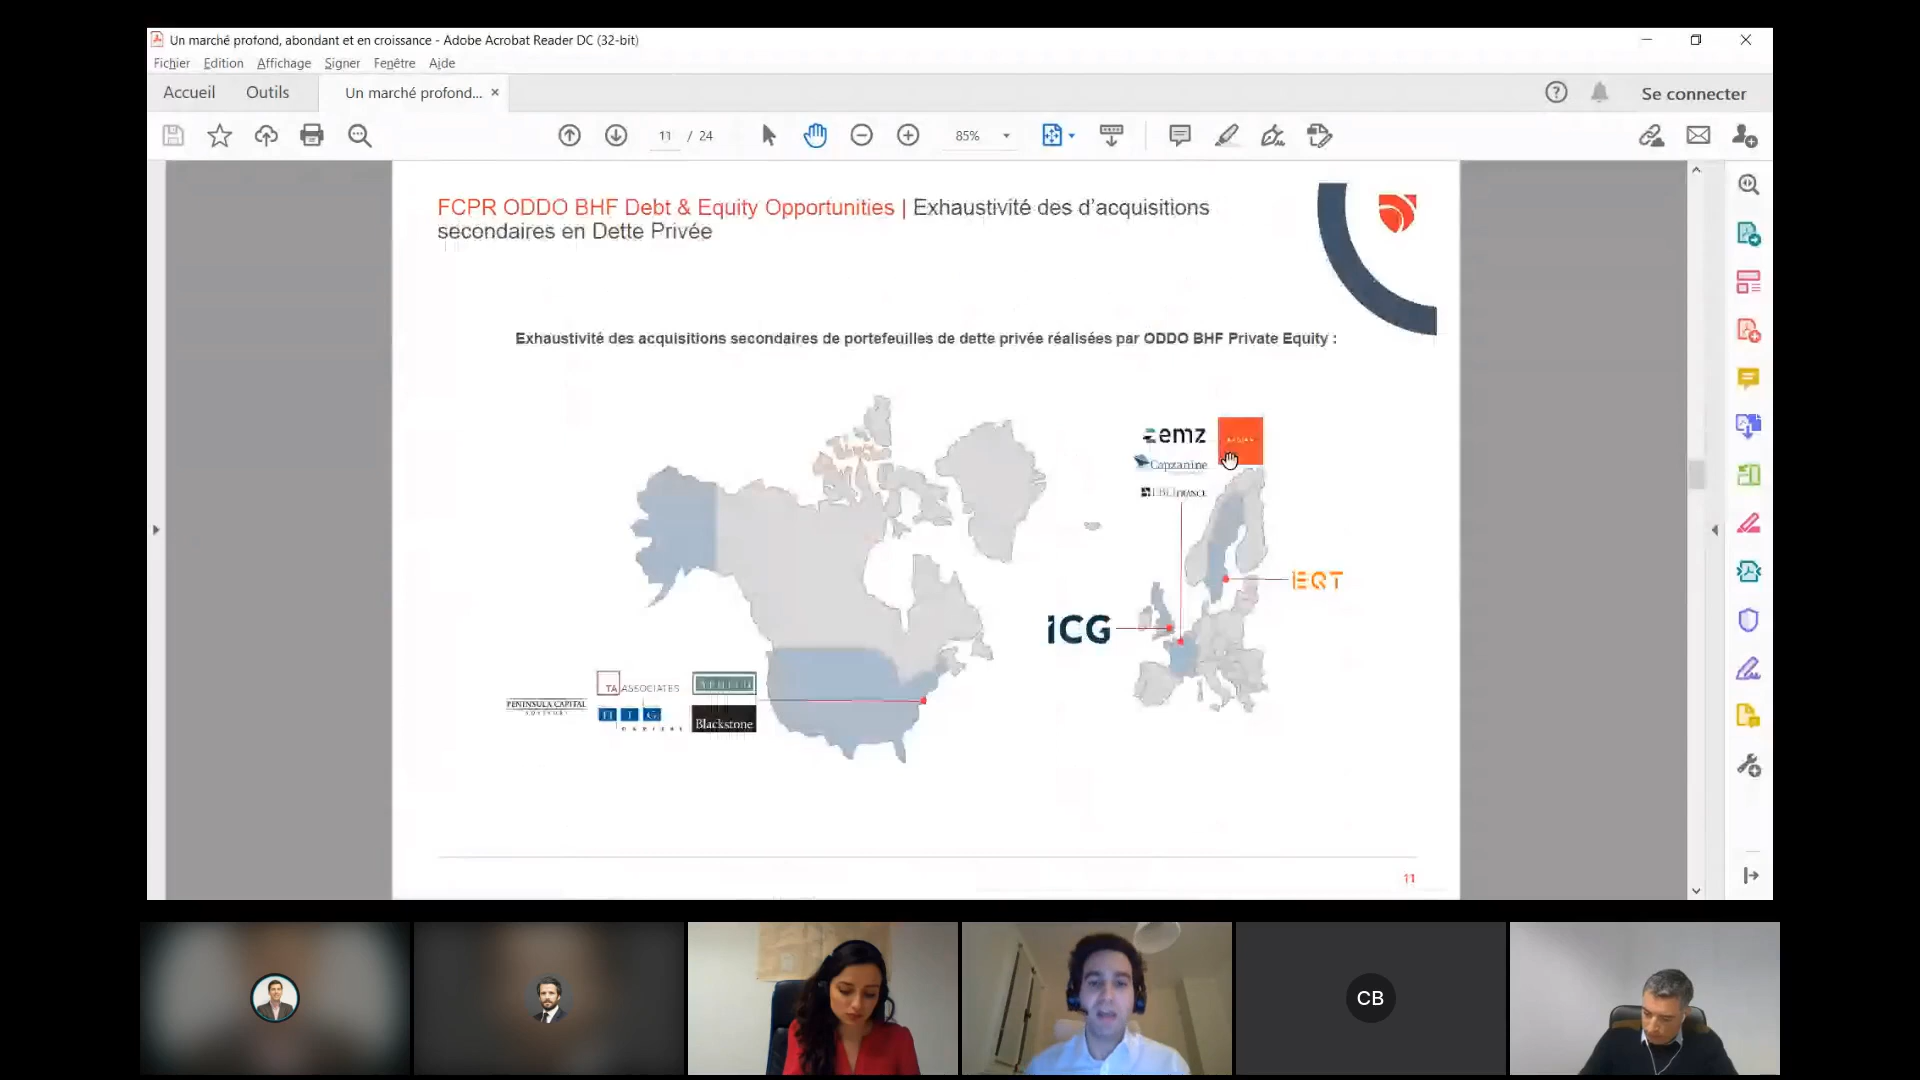 Un marché profond, abondant et en croissance - Adobe Acrobat Reader DC (32-bit)
Fichier Edition Affichage Signer Fenêtre Aide
Accueil Outils Un marché profond... × Se connecter
11 / 24 85%
FCPR ODDO BHF Debt & Equity Opportunities | Exhaustivité des d'acquisitions
secondaires en Dette Privée
Exhaustivité des acquisitions secondaires de portefeuilles de dette privée réalisées par ODDO BHF Private Equity :
emz
Capzanine
FRANCE
EQT
iCG
TA ASSOCIATES
PENINSULA CAPITAL
ADVISORS
H I G
CAPITAL
Blackstone
11
CB